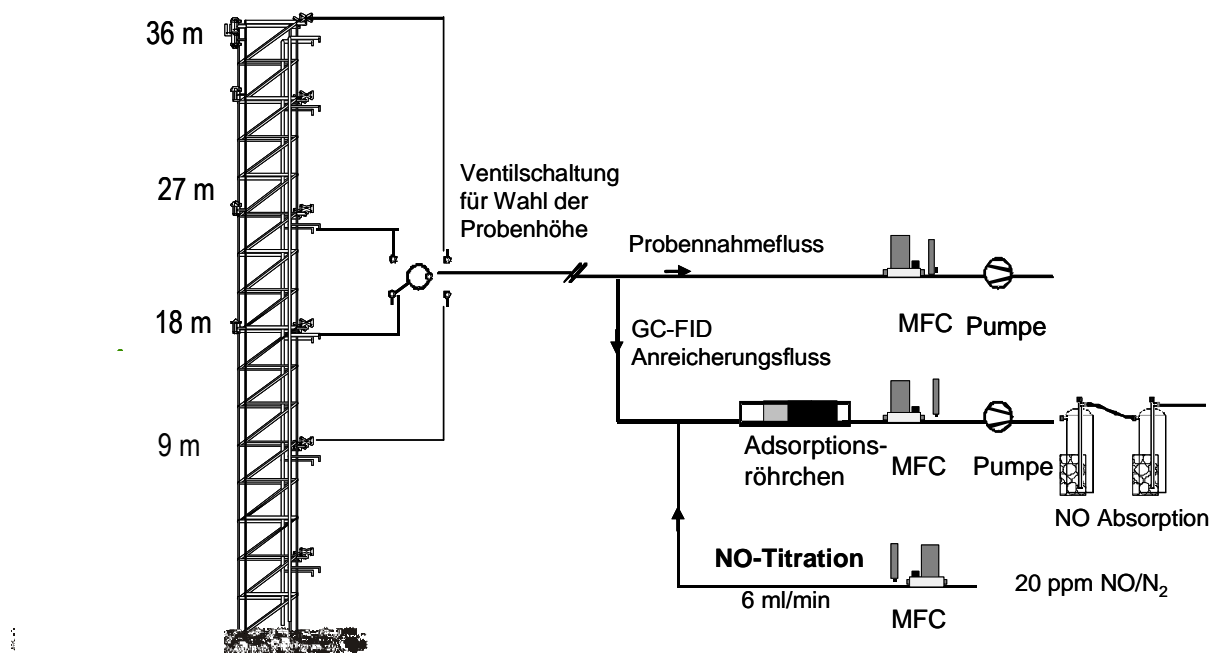 36 m
27 m
18 m
9 m
Ventilschaltung
für Wahl der
Probenhöhe
Probennahmefluss
MFC
Pumpe
GC-FID
Anreicherungsfluss
Adsorptions-
röhrchen
MFC
Pumpe
NO Absorption
NO-Titration
6 ml/min
MFC
20 ppm NO/N₂